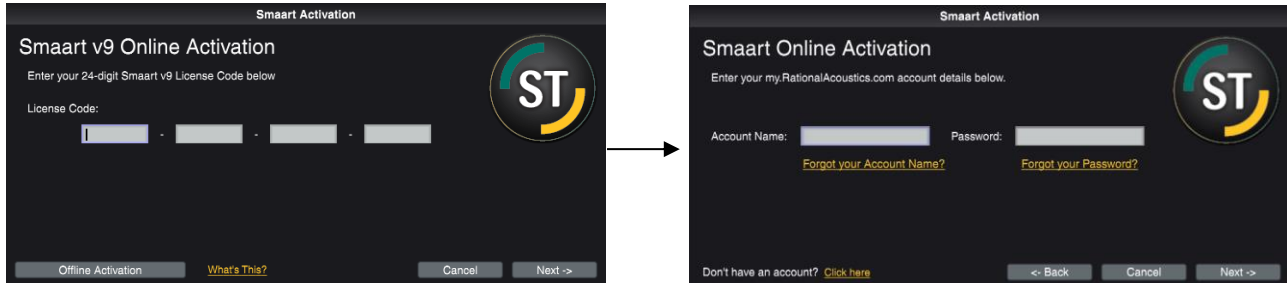 Smaart Activation
Smaart v9 Online Activation
Enter your 24-digit Smaart v9 License Code below
License Code:
- - -
ST
Offline Activation What's This? Cancel Next ->
Smaart Activation
Smaart Online Activation
Enter your my.RationalAcoustics.com account details below.
Account Name: Password:
Forgot your Account Name? Forgot your Password?
ST
Don't have an account? Click here <- Back Cancel Next ->